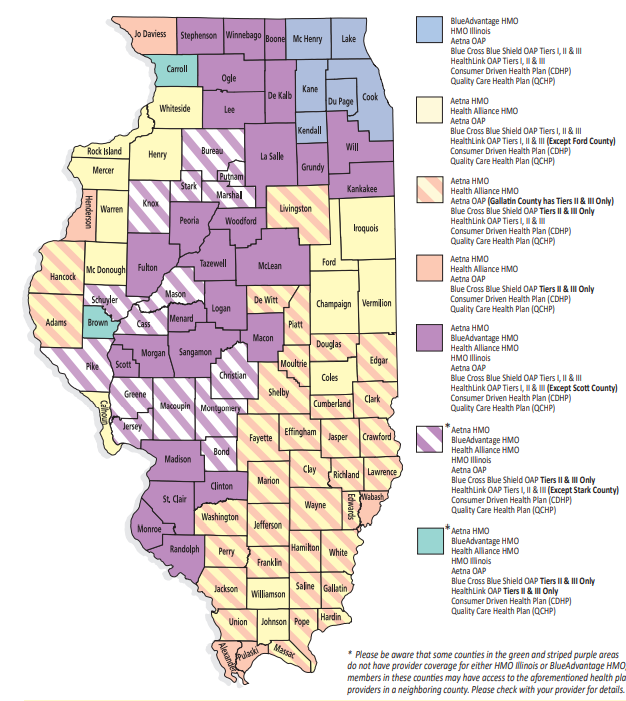 Jo Daviess
Stephenson
Winnebago
Boone
Mc Henry
Lake
Carroll
Ogle
De Kalb
Kane
Du Page
Cook
Whiteside
Lee
Kendall
Will
Rock Island
Henry
Bureau
La Salle
Grundy
Mercer
Putnam
Kankakee
Henderson
Warren
Knox
Stark
Marshal
Livingston
Peoria
Woodford
Iroquois
Hancock
Mc Donough
Fulton
Tazewell
McLean
Ford
Schuyler
Mason
De Witt
Champaign
Vermilion
Adams
Brown
Cass
Menard
Logan
Piatt
Macon
Douglas
Edgar
Pike
Scott
Morgan
Sangamon
Christian
Moultrie
Coles
Shelby
Calhoun
Greene
Macoupin
Montgomery
Cumberland
Clark
Jersey
Fayette
Effingham
Jasper
Crawford
Madison
Bond
Clay
Richland
Lawrence
St. Clair
Clinton
Marion
Wayne
Edwards
Wabash
Monroe
Washington
Jefferson
Randolph
Perry
Hamilton
White
Franklin
Jackson
Williamson
Saline
Gallatin
Union
Johnson
Pope
Hardin
Alexander
Pulaski
Massac
BlueAdvantage HMO
HMO Illinois
Aetna OAP
Blue Cross Blue Shield OAP Tiers I, II & III
HealthLink OAP Tiers I, II & III
Consumer Driven Health Plan (CDHP)
Quality Care Health Plan (QCHP)
Aetna HMO
Health Alliance HMO
Aetna OAP
Blue Cross Blue Shield OAP Tiers I, II & III
HealthLink OAP Tiers I, II & III (Except Ford County)
Consumer Driven Health Plan (CDHP)
Quality Care Health Plan (QCHP)
Aetna HMO
Health Alliance HMO
Aetna OAP (Gallatin County has Tiers II & III Only)
Blue Cross Blue Shield OAP Tiers II & III Only
HealthLink OAP Tiers I, II & III
Consumer Driven Health Plan (CDHP)
Quality Care Health Plan (QCHP)
Aetna HMO
Health Alliance HMO
Aetna OAP
Blue Cross Blue Shield OAP Tiers II & III Only
Consumer Driven Health Plan (CDHP)
Quality Care Health Plan (QCHP)
Aetna HMO
BlueAdvantage HMO
Health Alliance HMO
HMO Illinois
Aetna OAP
Blue Cross Blue Shield OAP Tiers I, II & III
HealthLink OAP Tiers I, II & III (Except Scott County)
Consumer Driven Health Plan (CDHP)
Quality Care Health Plan (QCHP)
* Aetna HMO
BlueAdvantage HMO
Health Alliance HMO
HMO Illinois
Aetna OAP
Blue Cross Blue Shield OAP Tiers II & III Only
HealthLink OAP Tiers I, II & III (Except Stark County)
Consumer Driven Health Plan (CDHP)
Quality Care Health Plan (QCHP)
* Aetna HMO
BlueAdvantage HMO
Health Alliance HMO
HMO Illinois
Aetna OAP
Blue Cross Blue Shield OAP Tiers II & III Only
HealthLink OAP Tiers II & III Only
Consumer Driven Health Plan (CDHP)
Quality Care Health Plan (QCHP)
* Please be aware that some counties in the green and striped purple areas
do not have provider coverage for either HMO Illinois or BlueAdvantage HMO
members in these counties may have access to the aforementioned health pla
providers in a neighboring county. Please check with your provider for details.